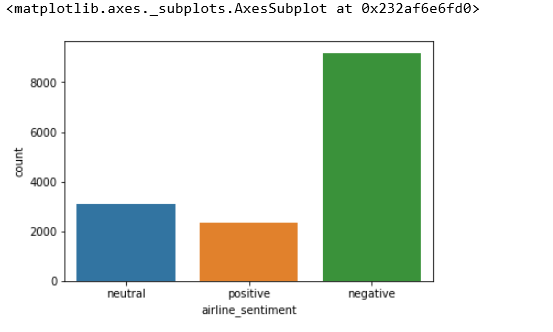 <matplotlib.axes._subplots.AxesSubplot at 0x232af6e6fd0>
8000
6000
4000
2000
0
count
neutral positive negative
airline_sentiment